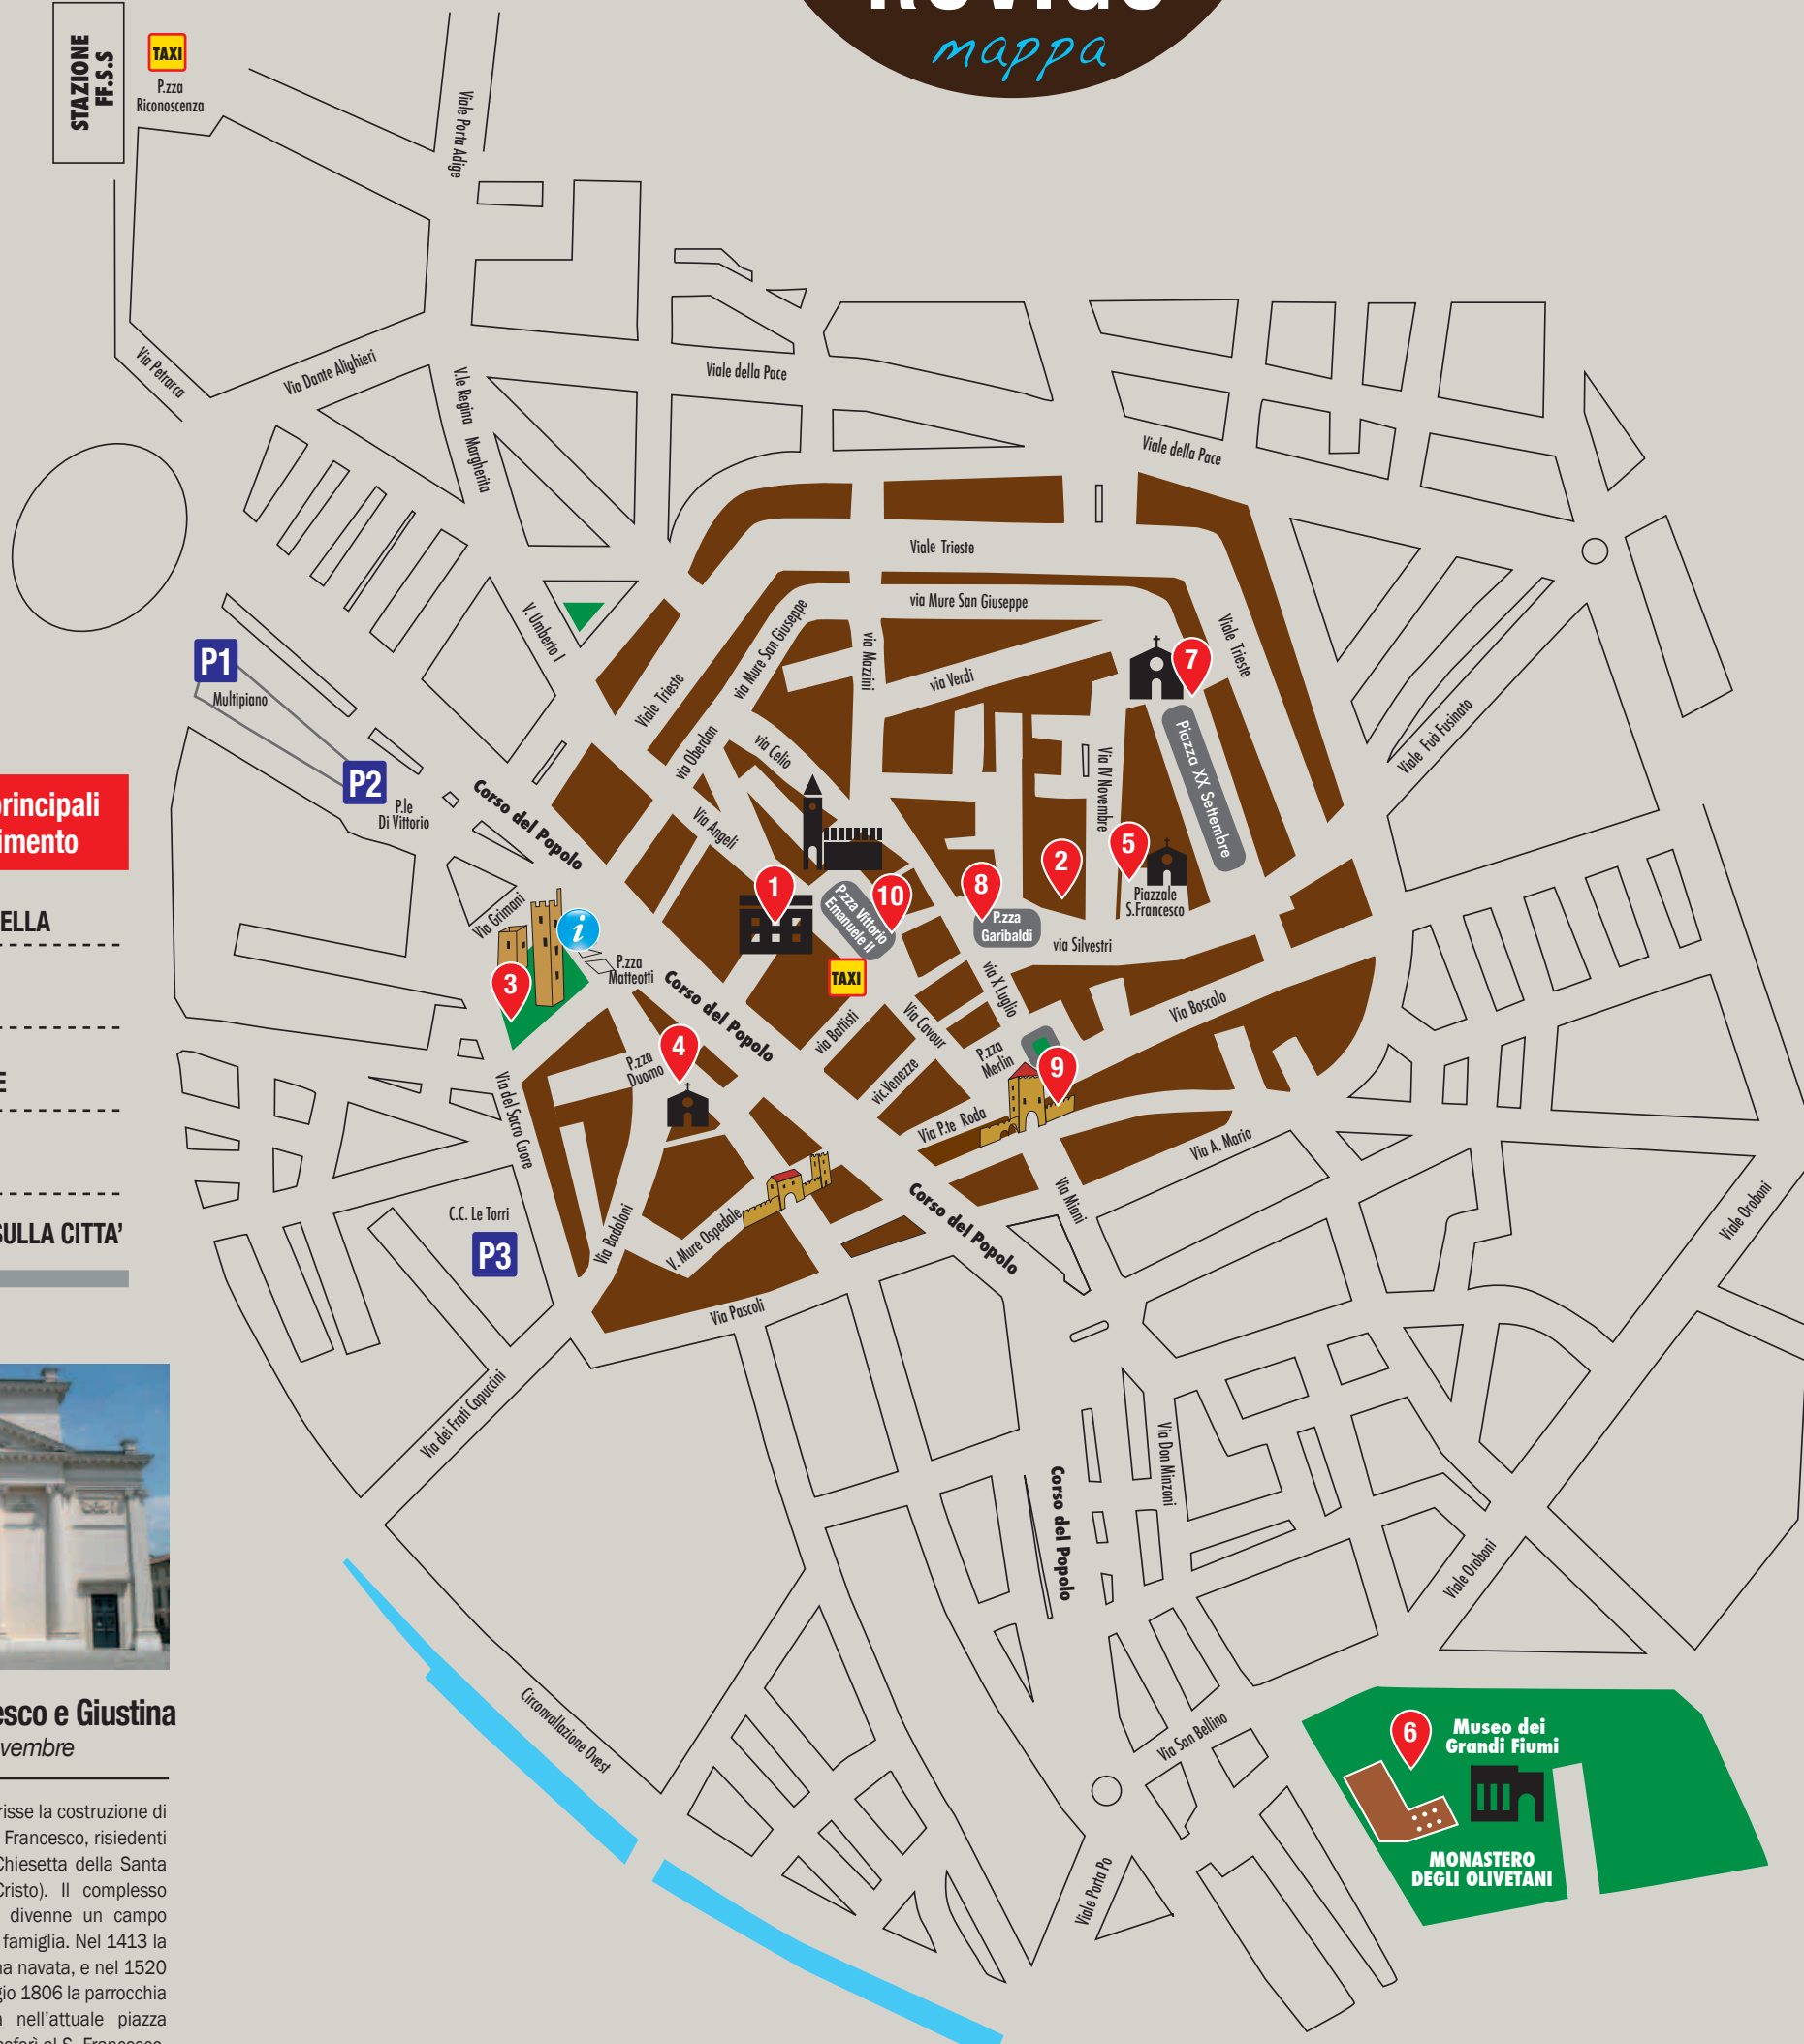 mappa
STAZIONE
FF.S.S
TAXI
P.zza
Riconoscenza
Viale Porta Adige
Via Petrarca
Via Dante Alighieri
V.le Regina Margherita
Viale della Pace
Viale della Pace
Viale Trieste
via Mure San Giuseppe
via Mure San Giuseppe
V. Umberto I
Viale Trieste
Viale Trieste
via Mazzini
via Verdi
7
P1
Multipiano
P2
P.le
Di Vittorio
via Oberdan
via Celio
Via IV Novembre
Piazza XX Settembre
Viale Fuà Fusinato
Corso del Popolo
Via Angeli
principali
imento
1
10
8
2
5
P.zza Vittorio
Emanuele II
P.zza
Garibaldi
Piazzale
S.Francesco
via Silvestri
ELLA
Via Grimani
i
3
P.zza
Matteotti
TAXI
Corso del Popolo
via X Luglio
Via Boscolo
via Battisti
Via Cavour
P.zza
Merlin
9
P.zza
Duomo
4
vic.Venezze
E
Via del Sacro Cuore
Via P.te Roda
Via A. Mario
SULLA CITTA’
C.C. Le Torri
P3
Via Badaloni
V. Mure Ospedale
Corso del Popolo
Via Miani
Viale Oroboni
Via Pascoli
Via dei Frati Capuccini
Corso del Popolo
Via Don Minzoni
Viale Oroboni
Circonvallazione Ovest
Via San Bellino
6
Museo dei
Grandi Fiumi
MONASTERO
DEGLI OLIVETANI
Viale Porta Po
esco e Giustina
vembre
risse la costruzione di
Francesco, risiedenti
Chiesetta della Santa
Cristo). Il complesso
divenne un campo
famiglia. Nel 1413 la
na navata, e nel 1520
gio 1806 la parrocchia
nell’attuale piazza